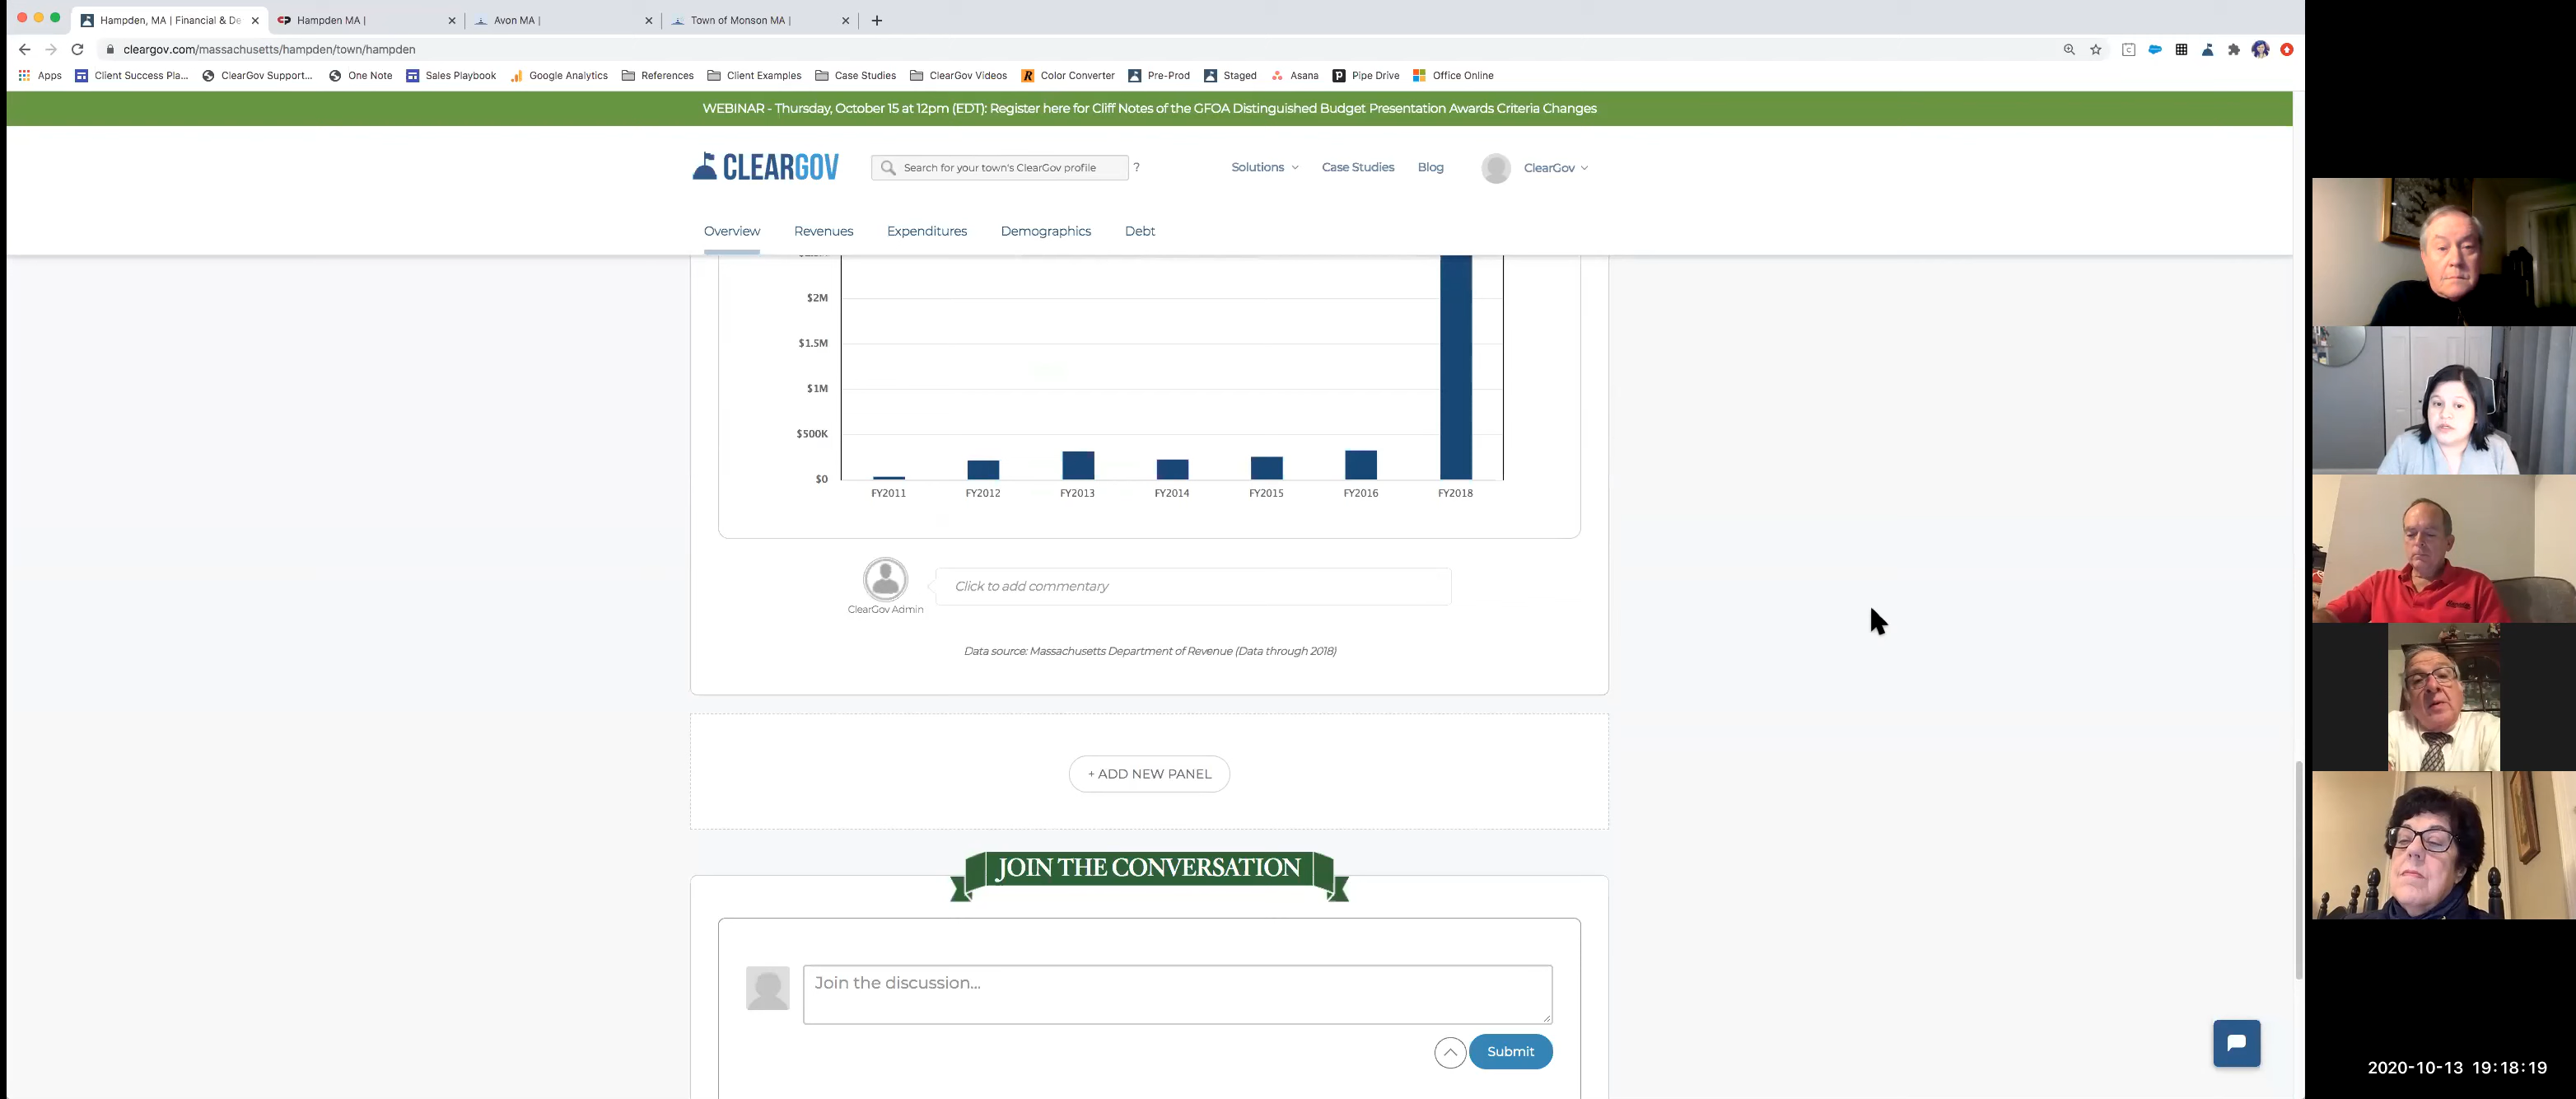 Hampden, MA | Financial & De
Hampden MA |
Avon MA |
Town of Monson MA |
cleargov.com/massachusetts/hampden/town/hampden
Apps
Client Success Pla...
ClearGov Support...
One Note
Sales Playbook
Google Analytics
References
Client Examples
Case Studies
ClearGov Videos
Color Converter
Pre-Prod
Staged
Asana
Pipe Drive
Office Online
WEBINAR - Thursday, October 15 at 12pm (EDT): Register here for Cliff Notes of the GFOA Distinguished Budget Presentation Awards Criteria Changes
CLEARGOV
Search for your town's ClearGov profile
?
Solutions
Case Studies
Blog
ClearGov
Overview
Revenues
Expenditures
Demographics
Debt
$2M
$1.5M
$1M
$500K
$0
FY2011
FY2012
FY2013
FY2014
FY2015
FY2016
FY2018
Click to add commentary
ClearGov Admin
Data source: Massachusetts Department of Revenue (Data through 2018)
+ ADD NEW PANEL
JOIN THE CONVERSATION
Join the discussion...
Submit
2020-10-13 19:18:19